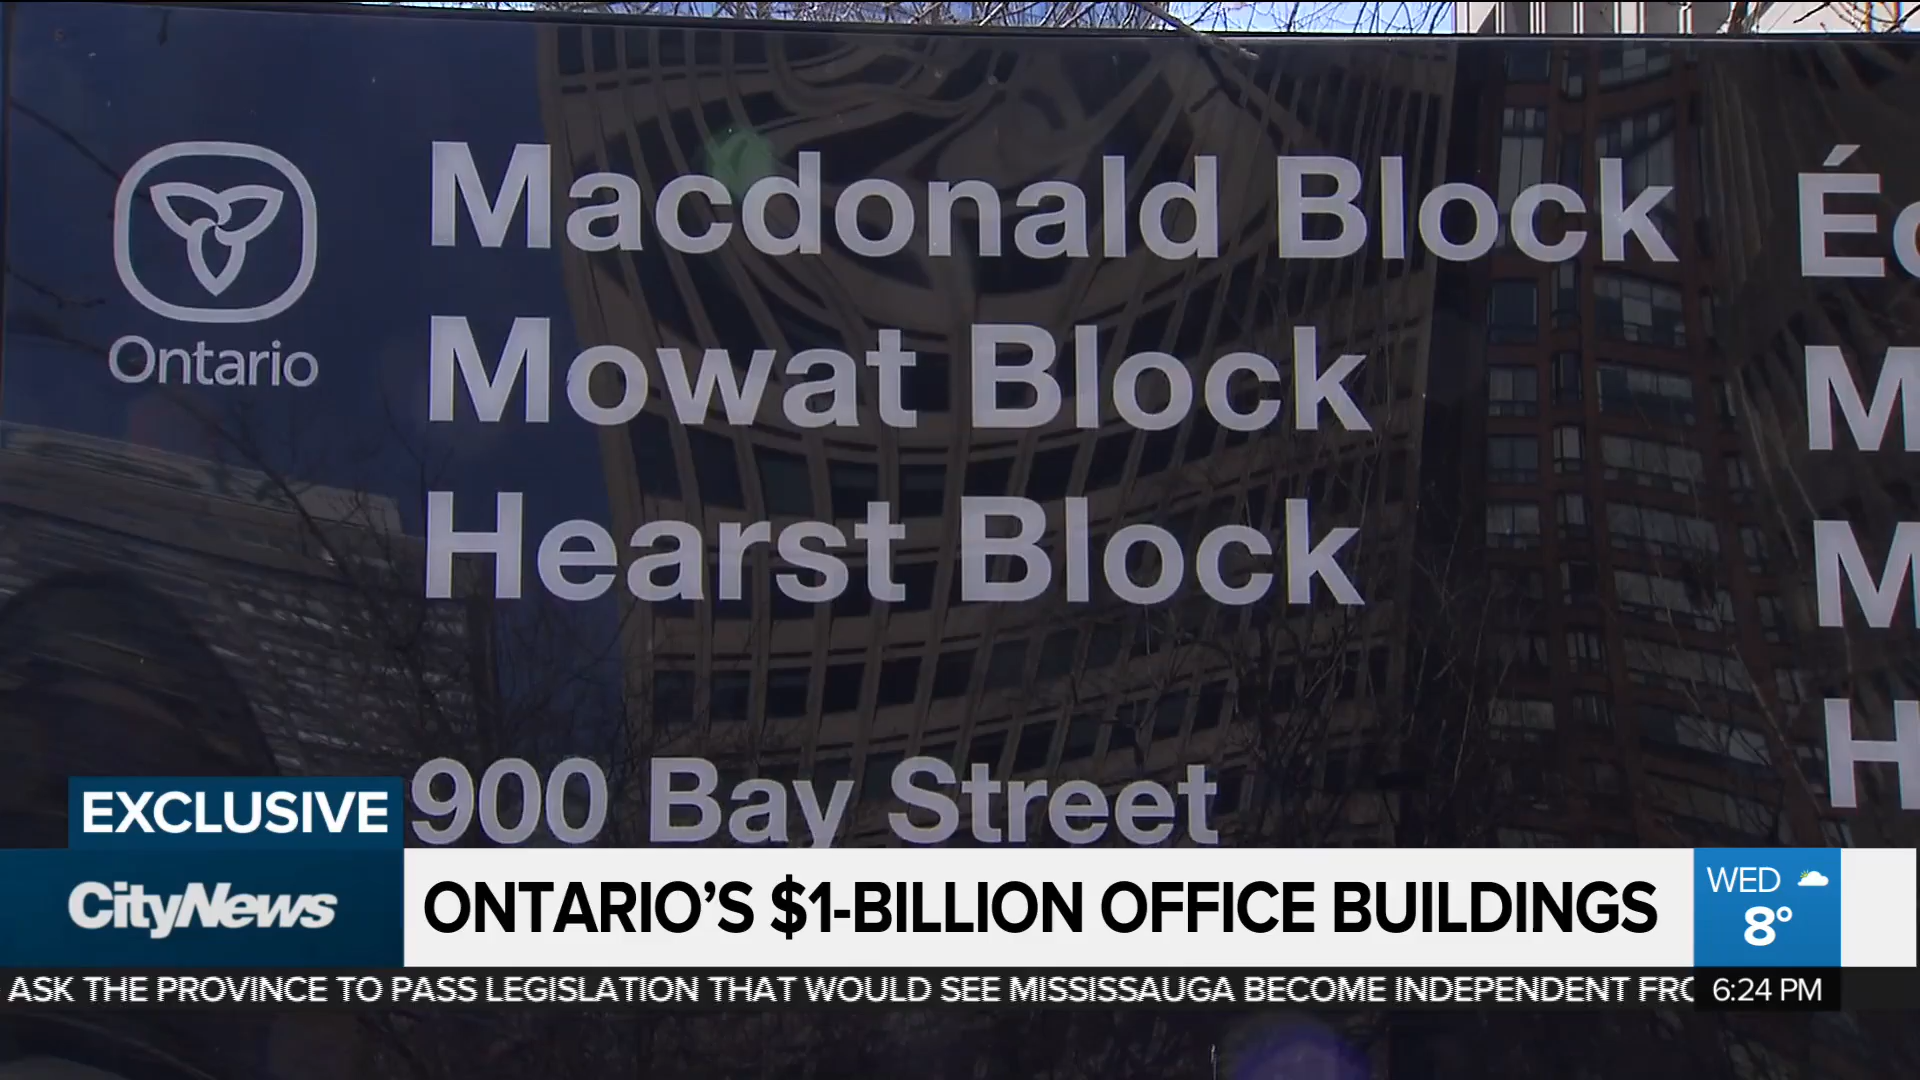 Macdonald Block
Mowat Block
Hearst Block
Ontario
900 Bay Street
É
M
M
H
EXCLUSIVE
CityNews
ONTARIO'S $1-BILLION OFFICE BUILDINGS
WED
8°
ASK THE PROVINCE TO PASS LEGISLATION THAT WOULD SEE MISSISSAUGA BECOME INDEPENDENT
6:24 PM